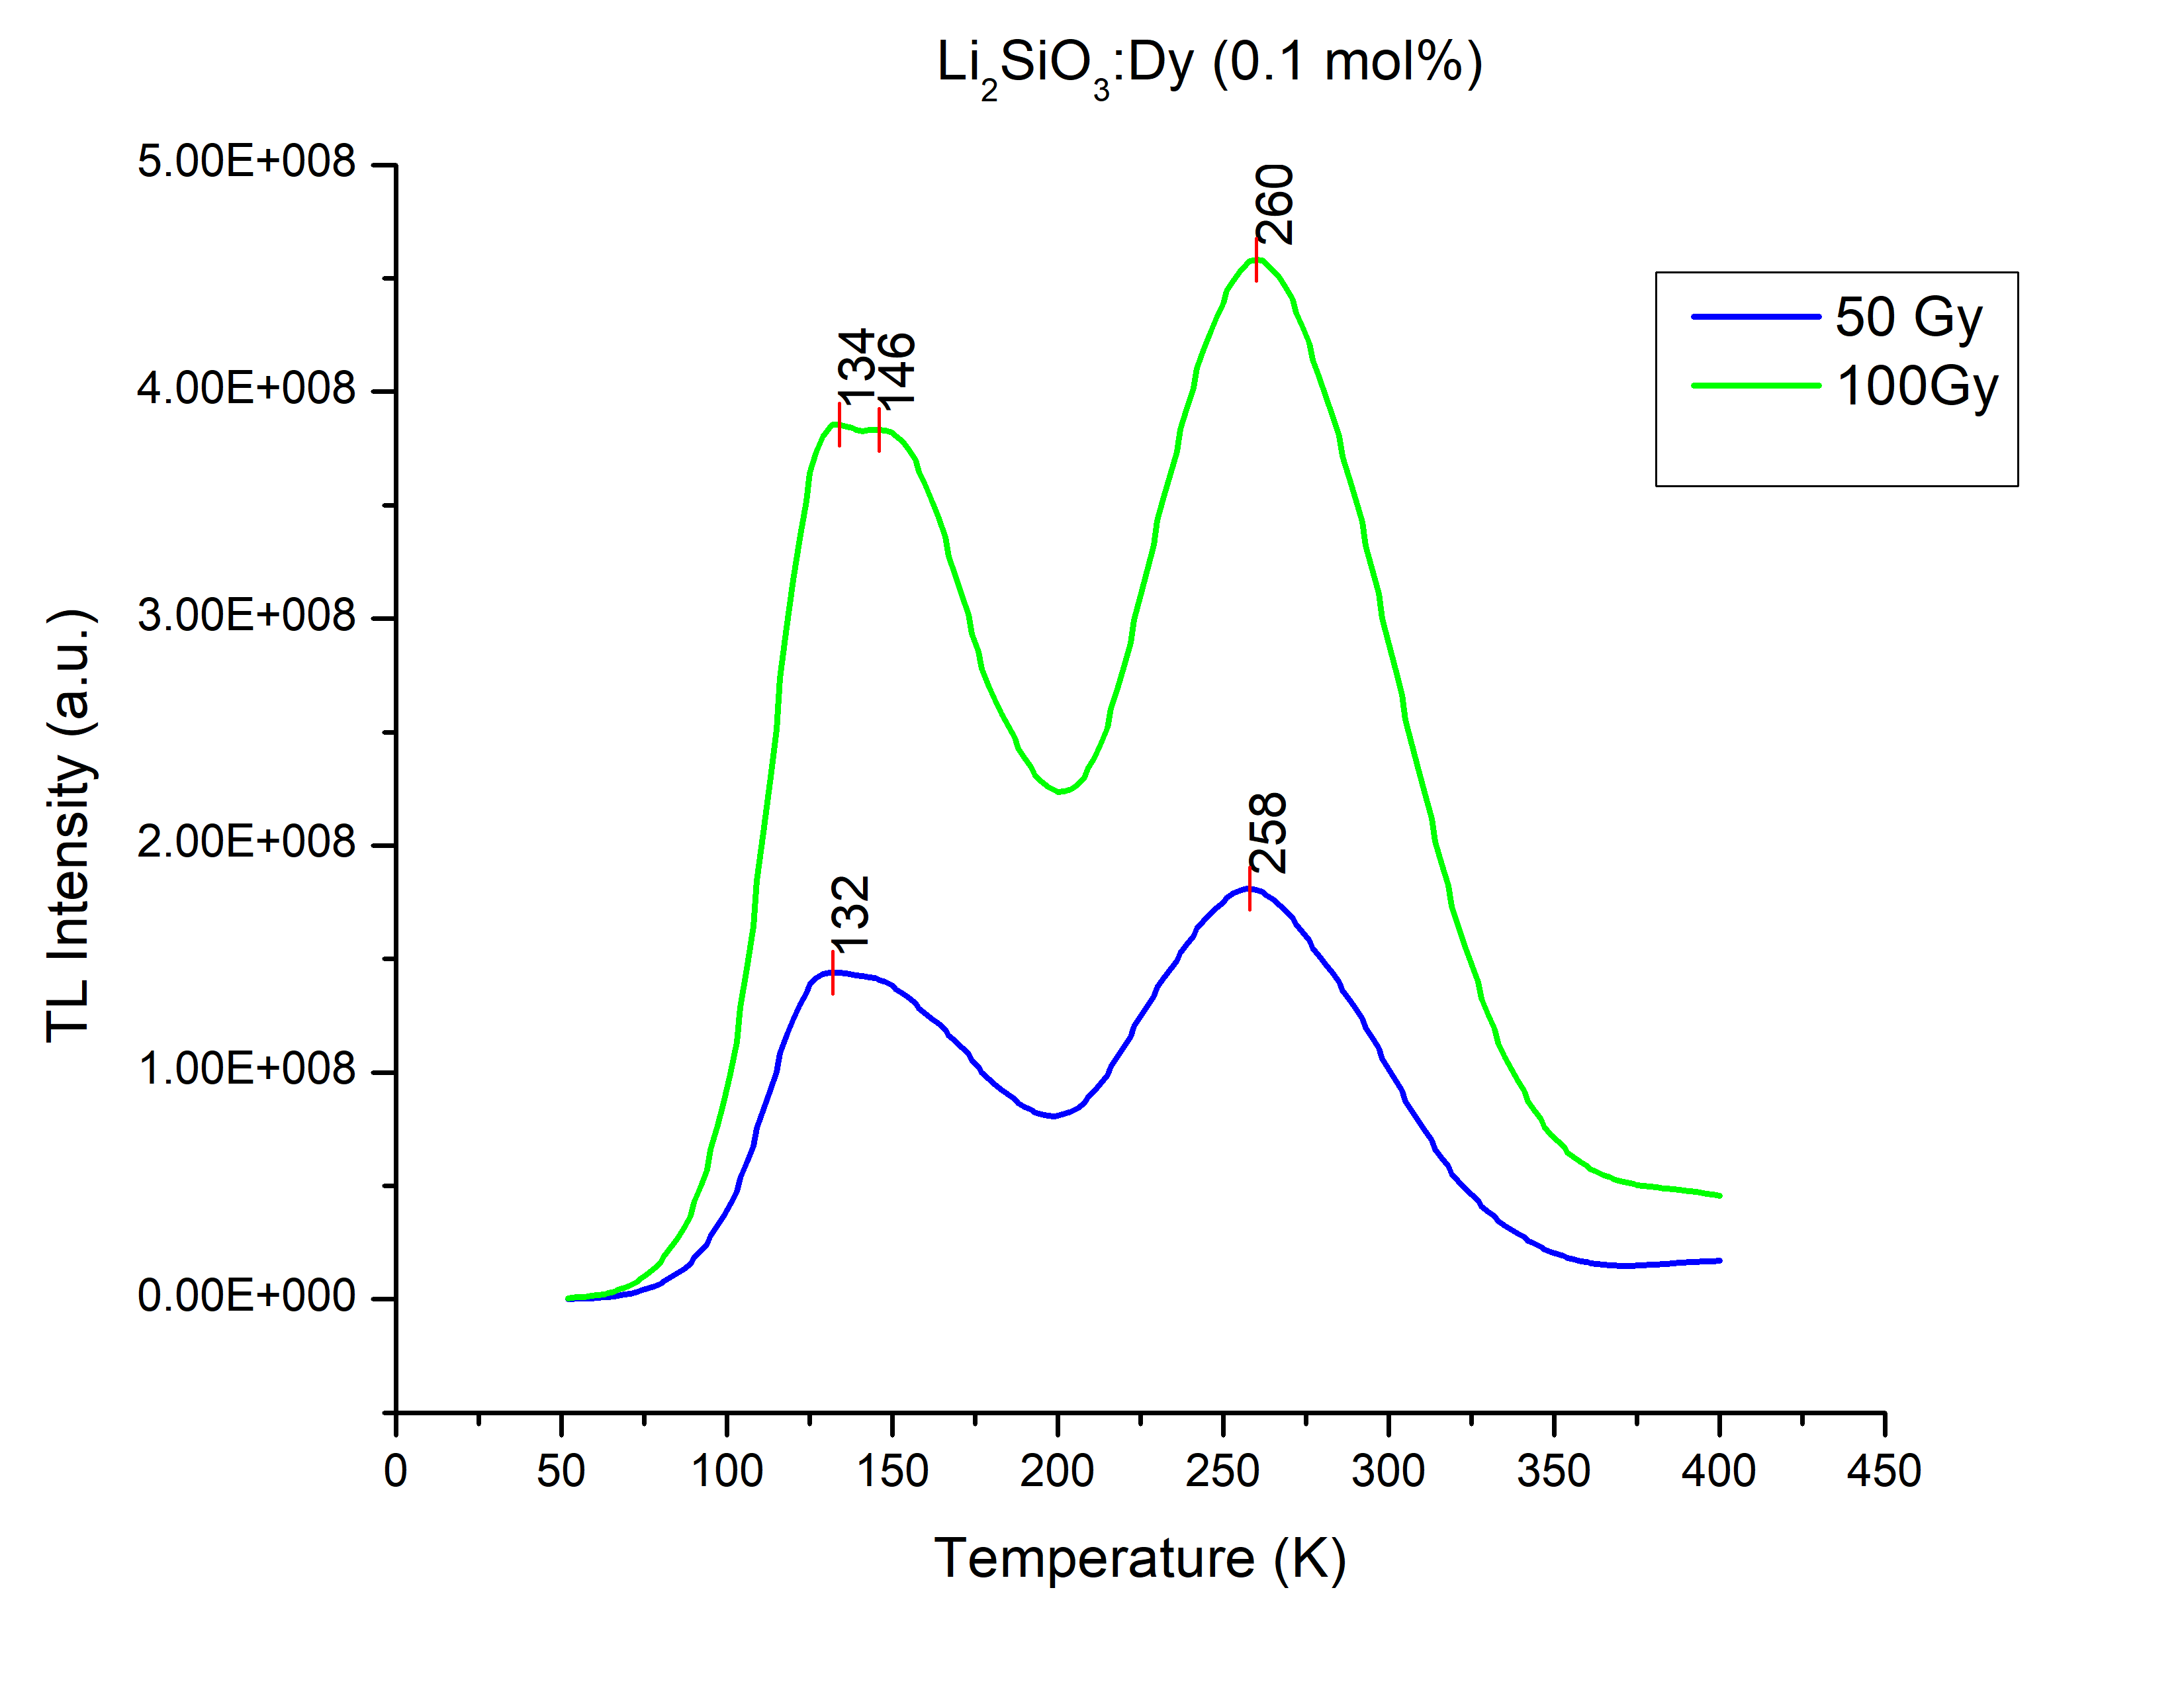 Li₂SiO₃:Dy (0.1 mol%)
5.00E+008
4.00E+008
3.00E+008
2.00E+008
1.00E+008
0.00E+000
TL Intensity (a.u.)
134
146
260
132
258
50 Gy
100Gy
0 50 100 150 200 250 300 350 400 450
Temperature (K)